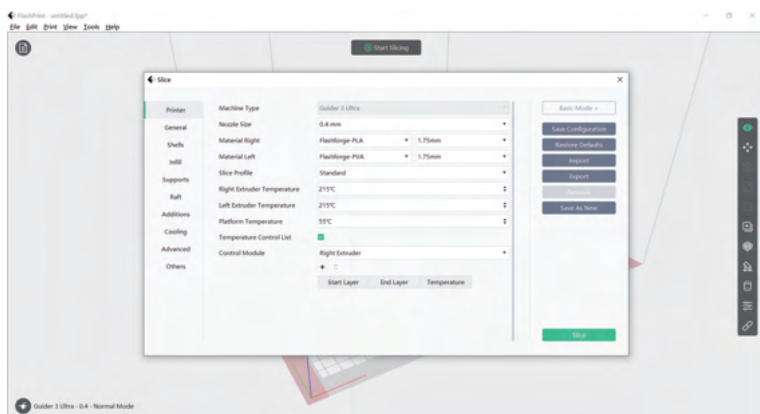 FlashPrint - untitled.fpp*
File Edit Print View Tools Help
Start Slicing
Slice
Printer
General
Shells
Infill
Supports
Raft
Additions
Cooling
Advanced
Others
Machine Type Guider 3 Ultra
Nozzle Size 0.4 mm
Material Right Flashforge-PLA 1.75mm
Material Left Flashforge-PVA 1.75mm
Slice Profile Standard
Right Extruder Temperature 215℃
Left Extruder Temperature 215℃
Platform Temperature 55℃
Temperature Control List
Control Module Right Extruder
Start Layer End Layer Temperature
Basic Mode »
Save Configuration
Restore Defaults
Import
Export
Remove
Save As New
Slice
Guider 3 Ultra - 0.4 - Normal Mode